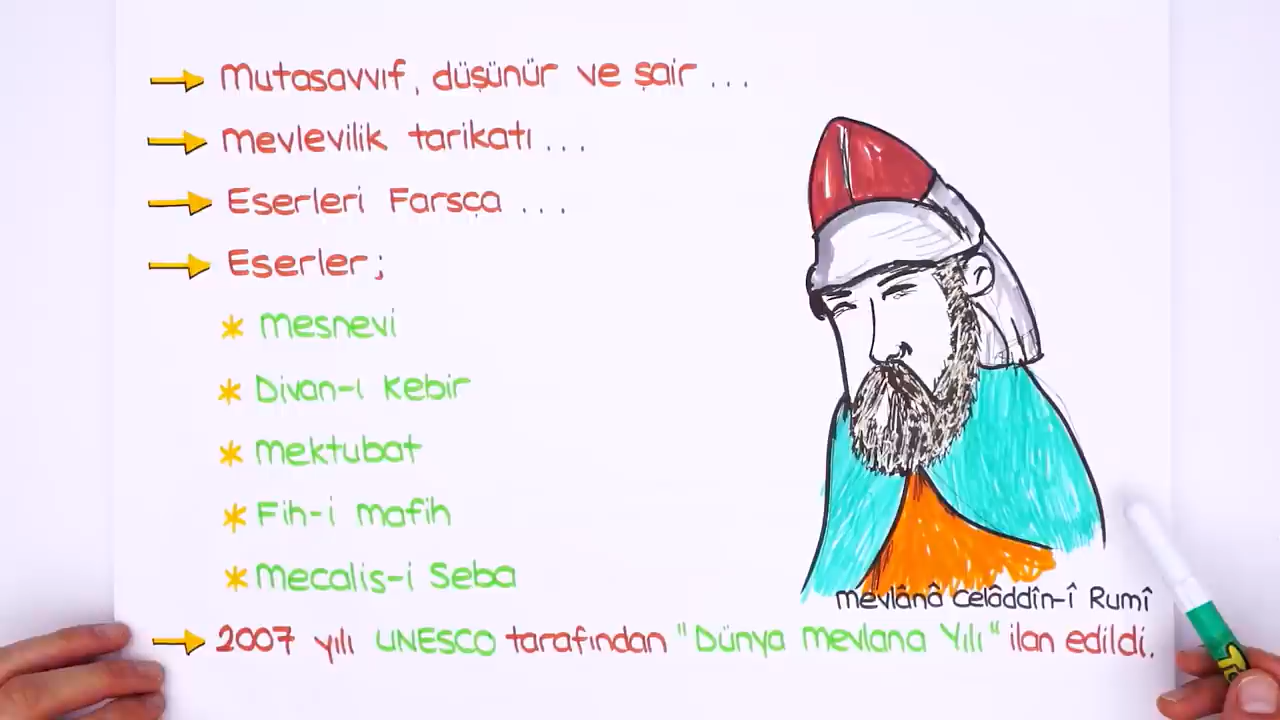 Mutasavvıf, düşünür ve şair ...
Mevlevilik tarikatı ...
Eserleri Farsça ...
Eserler;
* Mesnevi
* Divan-ı Kebir
* Mektubat
* Fih-i Mafih
* Mecalis-i Seba
Mevlânâ Celâddîn-î Rumî
2007 yılı UNESCO tarafından "Dünya Mevlana Yılı" ilan edildi.